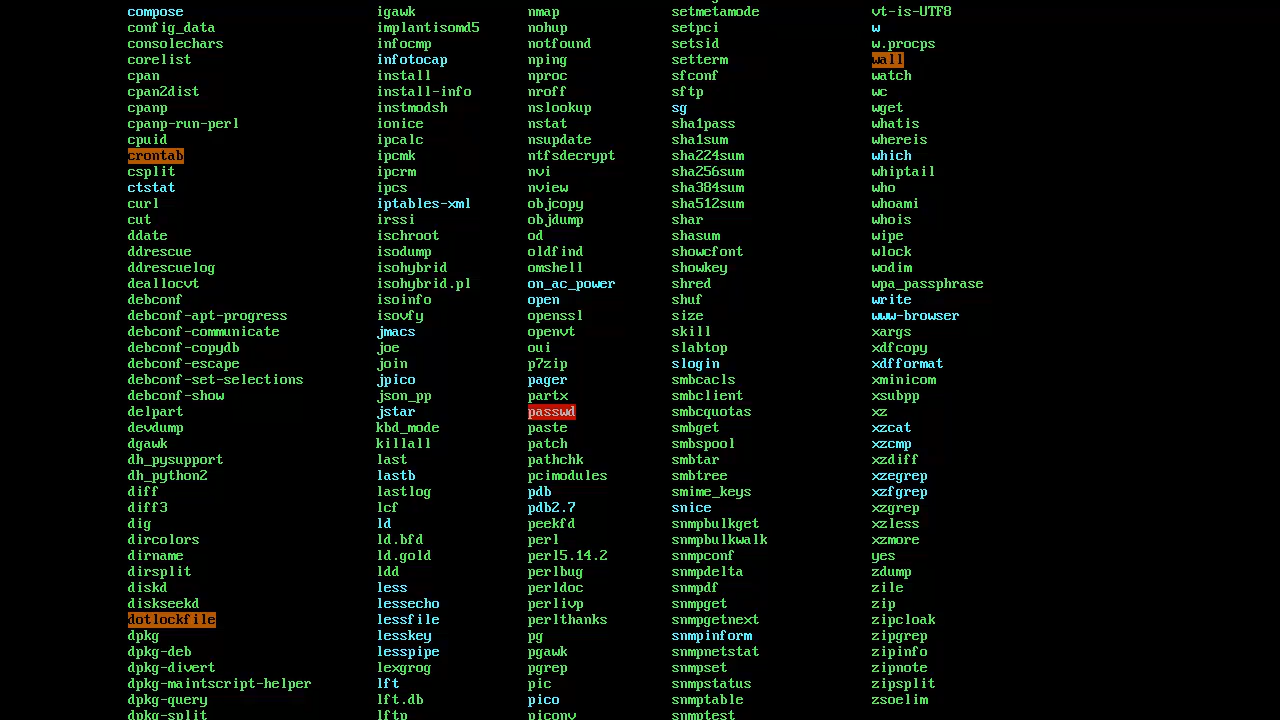 compose igawk nmap setmetamode vt-is-UTF8
config_data implantisomd5 nohup setpci w
consolechars infocmp notfound setsid w.procps
corelist infotocap nping setterm wall
cpan install nproc sfconf watch
cpan2dist install-info nroff sftp wc
cpanp instmodsh nslookup sg wget
cpanp-run-perl ionice nstat sha1pass whatis
cpuid ipcalc nsupdate sha1sum whereis
crontab ipcmk ntfsdecrypt sha224sum which
csplit ipcrm nvi sha256sum whiptail
ctstat ipcs nview sha384sum who
curl iptables-xml objcopy sha512sum whoami
cut irssi objdump shar whois
ddate ischroot od shasum wipe
ddrescue isodump oldfind showcfont wlock
ddrescuelog isohybrid omshell showkey wodim
deallocvt isohybrid.pl on_ac_power shred wpa_passphrase
debconf isoinfo open shuf write
debconf-apt-progress isovfy openssl size www-browser
debconf-communicate jmacs openvt skill xargs
debconf-copydb joe oui slabtop xdfcopy
debconf-escape join p7zip slogin xdfformat
debconf-set-selections jpico pager smbcacls xminicom
debconf-show json_pp partx smbclient xsubpp
delpart jstar passwd smbcquotas xz
devdump kbd_mode paste smbget xzcat
dgawk killall patch smbspool xzcmp
dh_pysupport last pathchk smbtar xzdiff
dh_python2 lastb pcimodules smbtree xzegrep
diff lastlog pdb smime_keys xzfgrep
diff3 lcf pdb2.7 snice xzgrep
dig ld peekfd snmpbulkget xzless
dircolors ld.bfd perl snmpbulkwalk xzmore
dirname ld.gold perl5.14.2 snmpconf yes
dirsplit ldd perlbug snmpdelta zdump
diskd less perldoc snmpdf zile
diskseekd lessecho perlivp snmpget zip
dotlockfile lessfile perlthanks snmpgetnext zipcloak
dpkg lesskey pg snmpinform zipgrep
dpkg-deb lesspipe pgawk snmpnetstat zipinfo
dpkg-divert lexgrog pgrep snmpset zipnote
dpkg-maintscript-helper lft pic snmpstatus zipsplit
dpkg-query lft.db pico snmptable zsoelim
dpkg-split lftp piconv snmptest